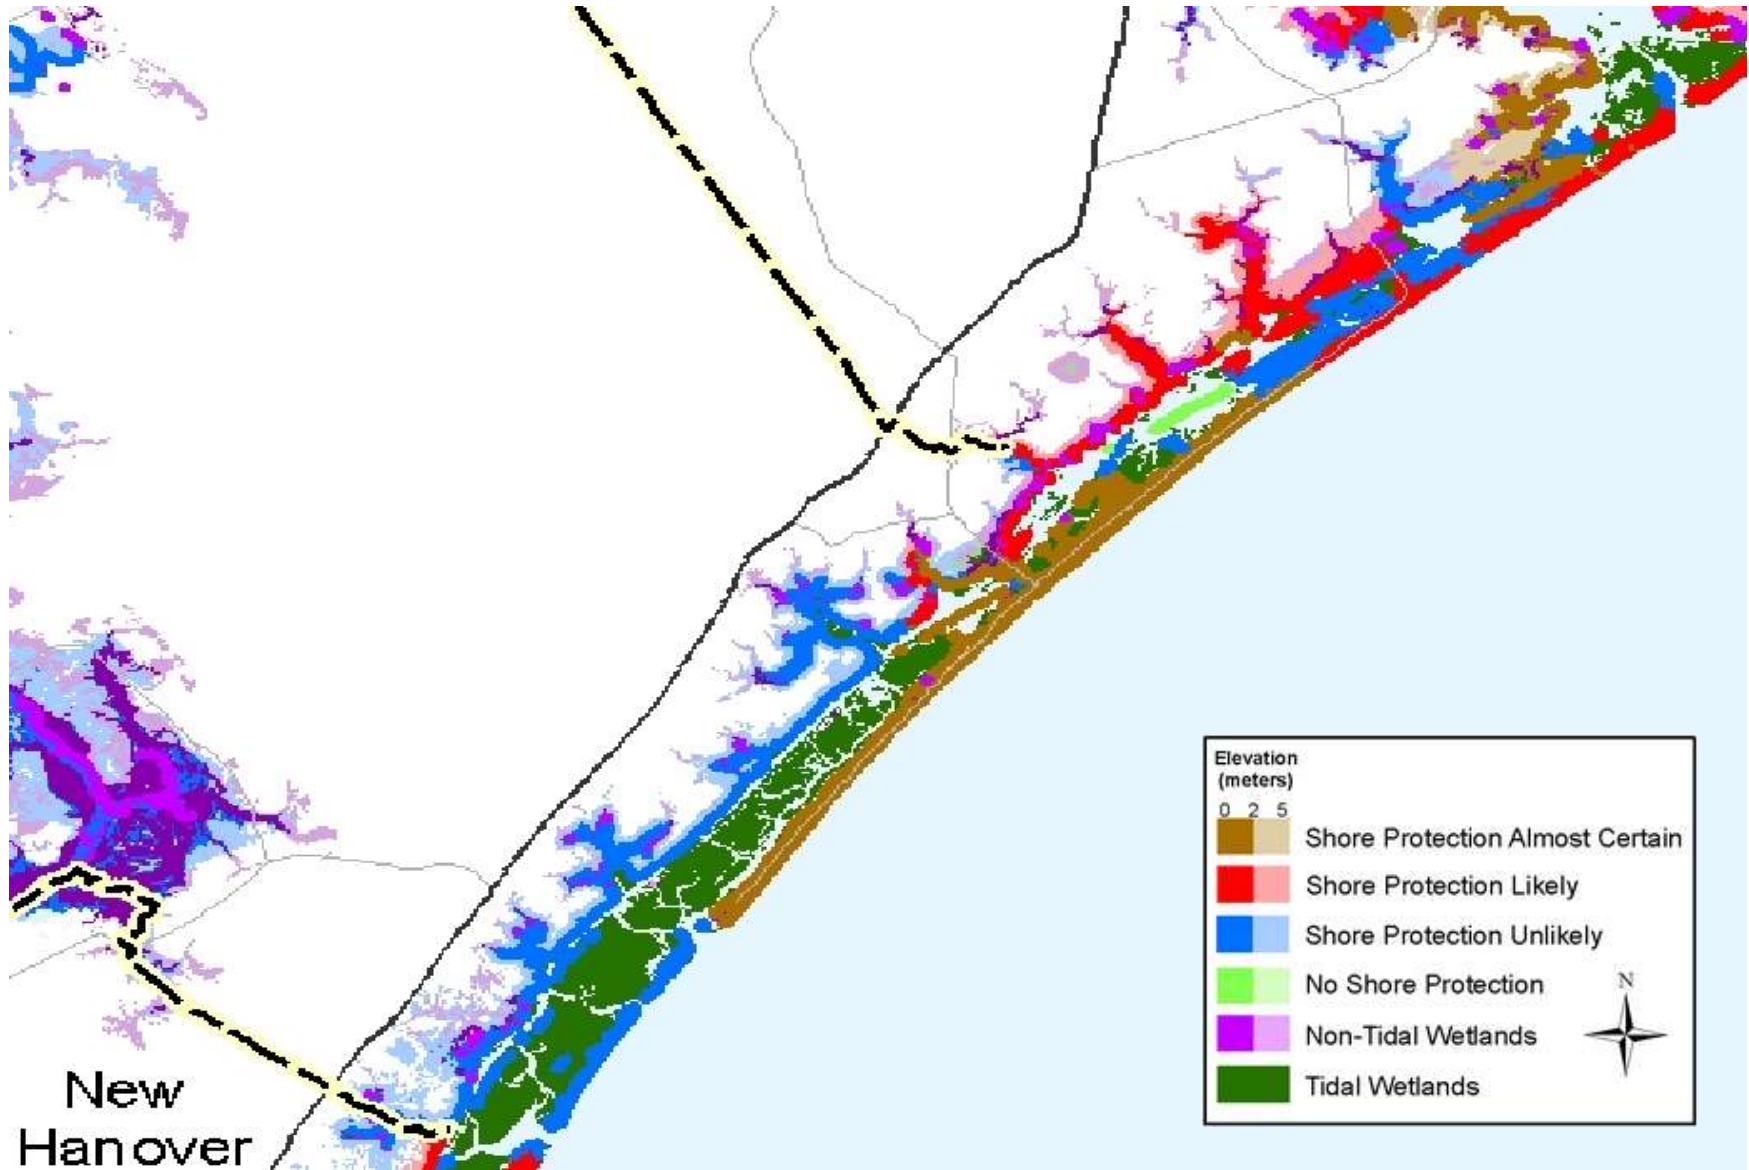 New
Hanover
Elevation
(meters)
0 2 5
Shore Protection Almost Certain
Shore Protection Likely
Shore Protection Unlikely
No Shore Protection
N
Non-Tidal Wetlands
Tidal Wetlands